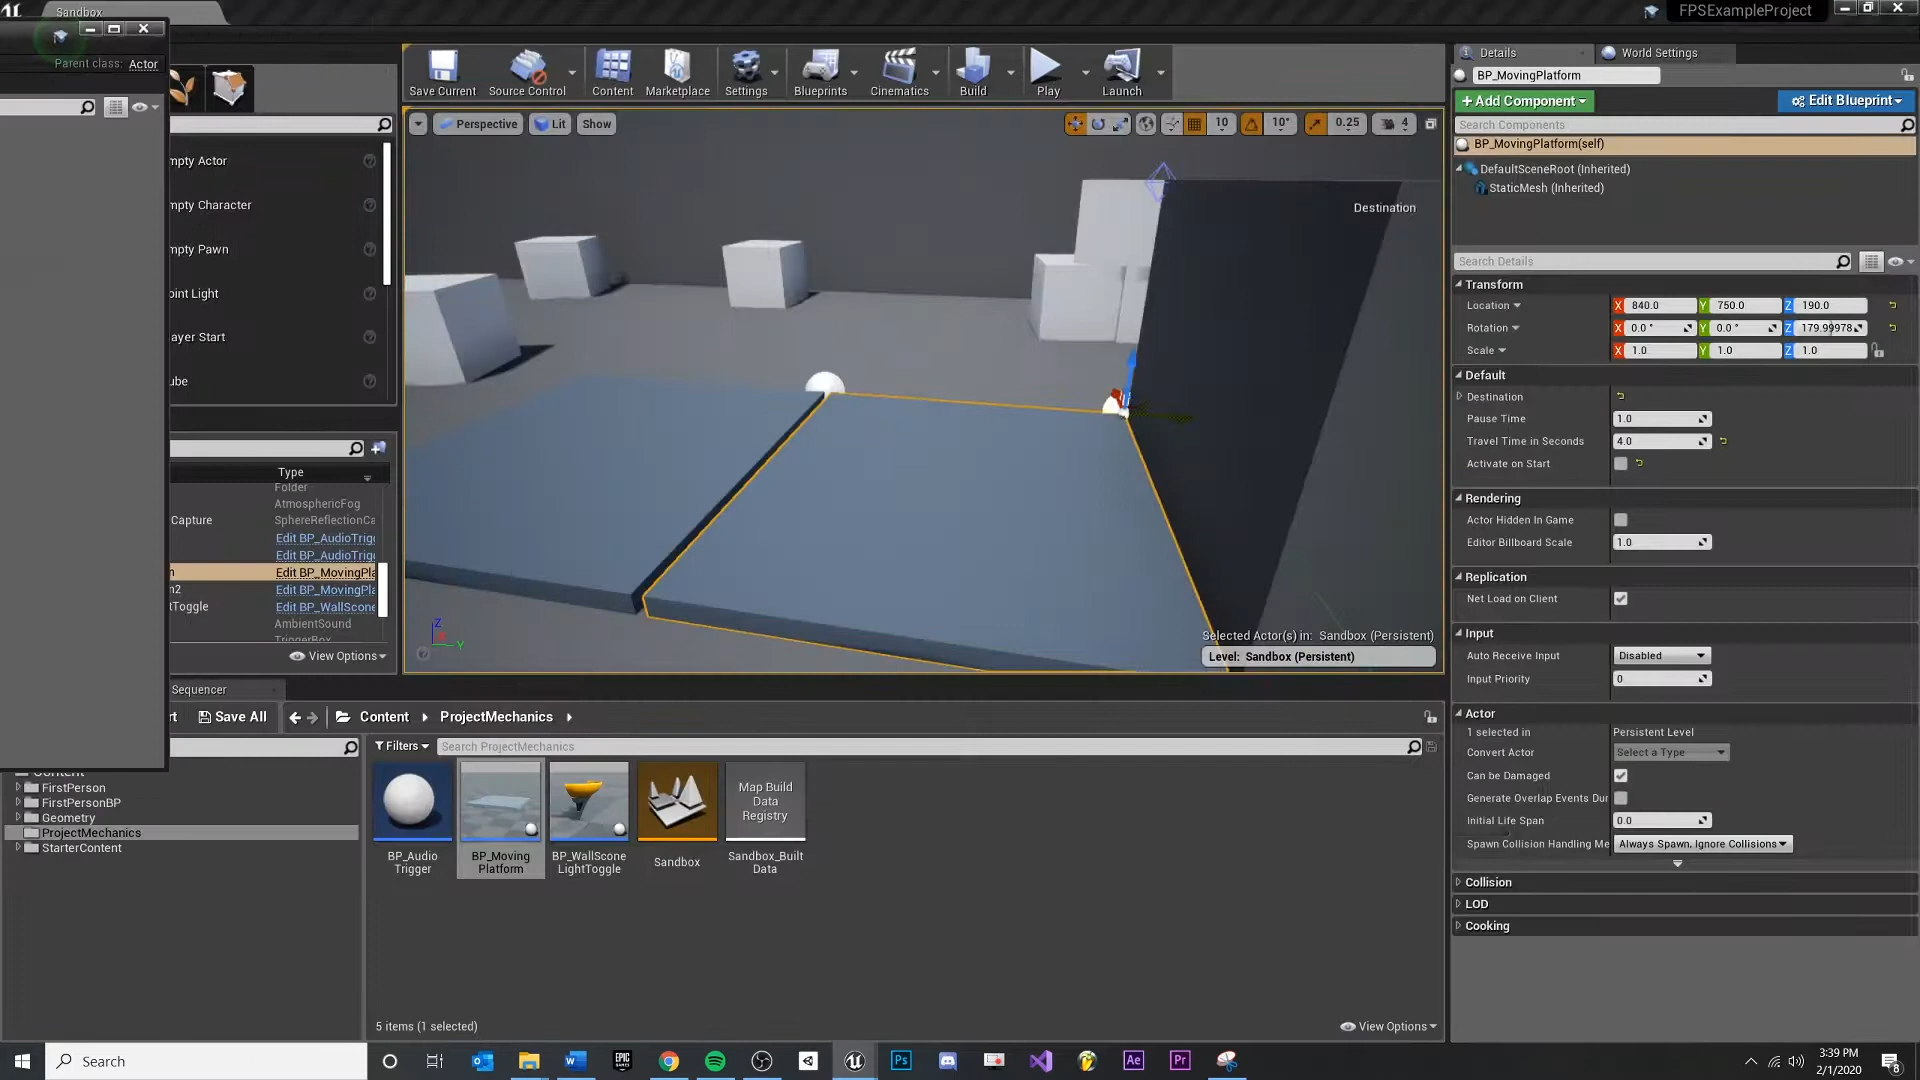 Sandbox
FPSExampleProject
Parent class: Actor
Save Current
Source Control
Content
Marketplace
Settings
Blueprints
Cinematics
Build
Play
Launch
Perspective
Lit
Show
10
10°
0.25
4
mpty Actor
mpty Character
mpty Pawn
oint Light
ayer Start
ube
Destination
Selected Actor(s) in: Sandbox (Persistent)
Level: Sandbox (Persistent)
Z
Y
Type
Folder
AtmosphericFog
Capture SphereReflectionCa
Edit BP_AudioTrig
Edit BP_AudioTrig
n Edit BP_MovingPla
n2 Edit BP_MovingPla
tToggle Edit BP_WallScone
AmbientSound
TriggerBox
View Options
Sequencer
rt Save All
Content ProjectMechanics
Filters Search ProjectMechanics
Content
FirstPerson
FirstPersonBP
Geometry
ProjectMechanics
StarterContent
BP_Audio Trigger
BP_Moving Platform
BP_WallScone LightToggle
Sandbox
Map Build Data Registry
Sandbox_Built Data
5 items (1 selected)
View Options
Details
World Settings
BP_MovingPlatform
+Add Component
Edit Blueprint
Search Components
BP_MovingPlatform(self)
DefaultSceneRoot (Inherited)
StaticMesh (Inherited)
Search Details
Transform
Location X 840.0 Y 750.0 Z 190.0
Rotation X 0.0° Y 0.0° Z 179.99978
Scale X 1.0 Y 1.0 Z 1.0
Default
Destination
Pause Time 1.0
Travel Time in Seconds 4.0
Activate on Start
Rendering
Actor Hidden In Game
Editor Billboard Scale 1.0
Replication
Net Load on Client
Input
Auto Receive Input Disabled
Input Priority 0
Actor
1 selected in Persistent Level
Convert Actor Select a Type
Can be Damaged
Generate Overlap Events Dur
Initial Life Span 0.0
Spawn Collision Handling Me Always Spawn, Ignore Collisions
Collision
LOD
Cooking
Search
EPIC GAMES
Ps
Ae
Pr
3:39 PM
2/1/2020
8